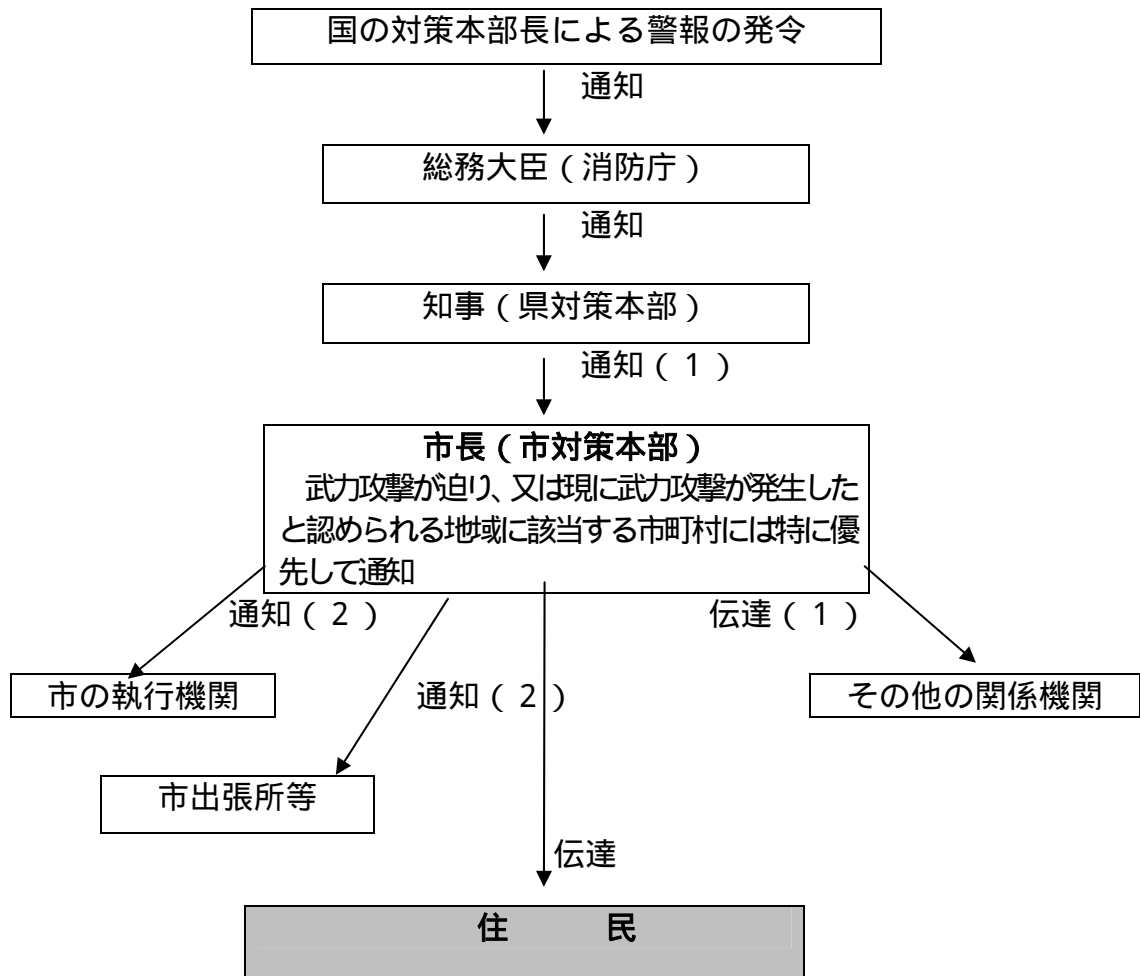 国の対策本部長による警報の発令
通知
総務大臣(消防庁)
通知
知事(県対策本部)
通知(1)
市長(市対策本部)
武力攻撃が迫り、又は現に武力攻撃が発生した
と認められる地域に該当する市町村には特に優
先して通知
通知(2)
伝達(1)
市の執行機関
通知(2)
その他の関係機関
市出張所等
伝達
住 民